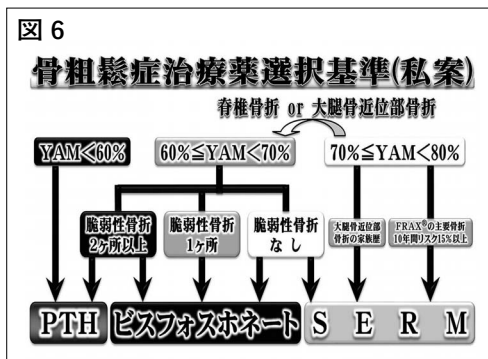 図 6
骨粗鬆症治療薬選択基準(私案)
脊椎骨折 or 大腿骨近位部骨折
YAM<60%
60%≦YAM<70%
70%≦YAM<80%
脆弱性骨折
2ヶ所以上
脆弱性骨折
1ヶ所
脆弱性骨折
なし
大腿骨近位部
骨折の家族歴
FRAX®の主要骨折
10年間リスク15%以上
PTH
ビスフォスホネート
SERM